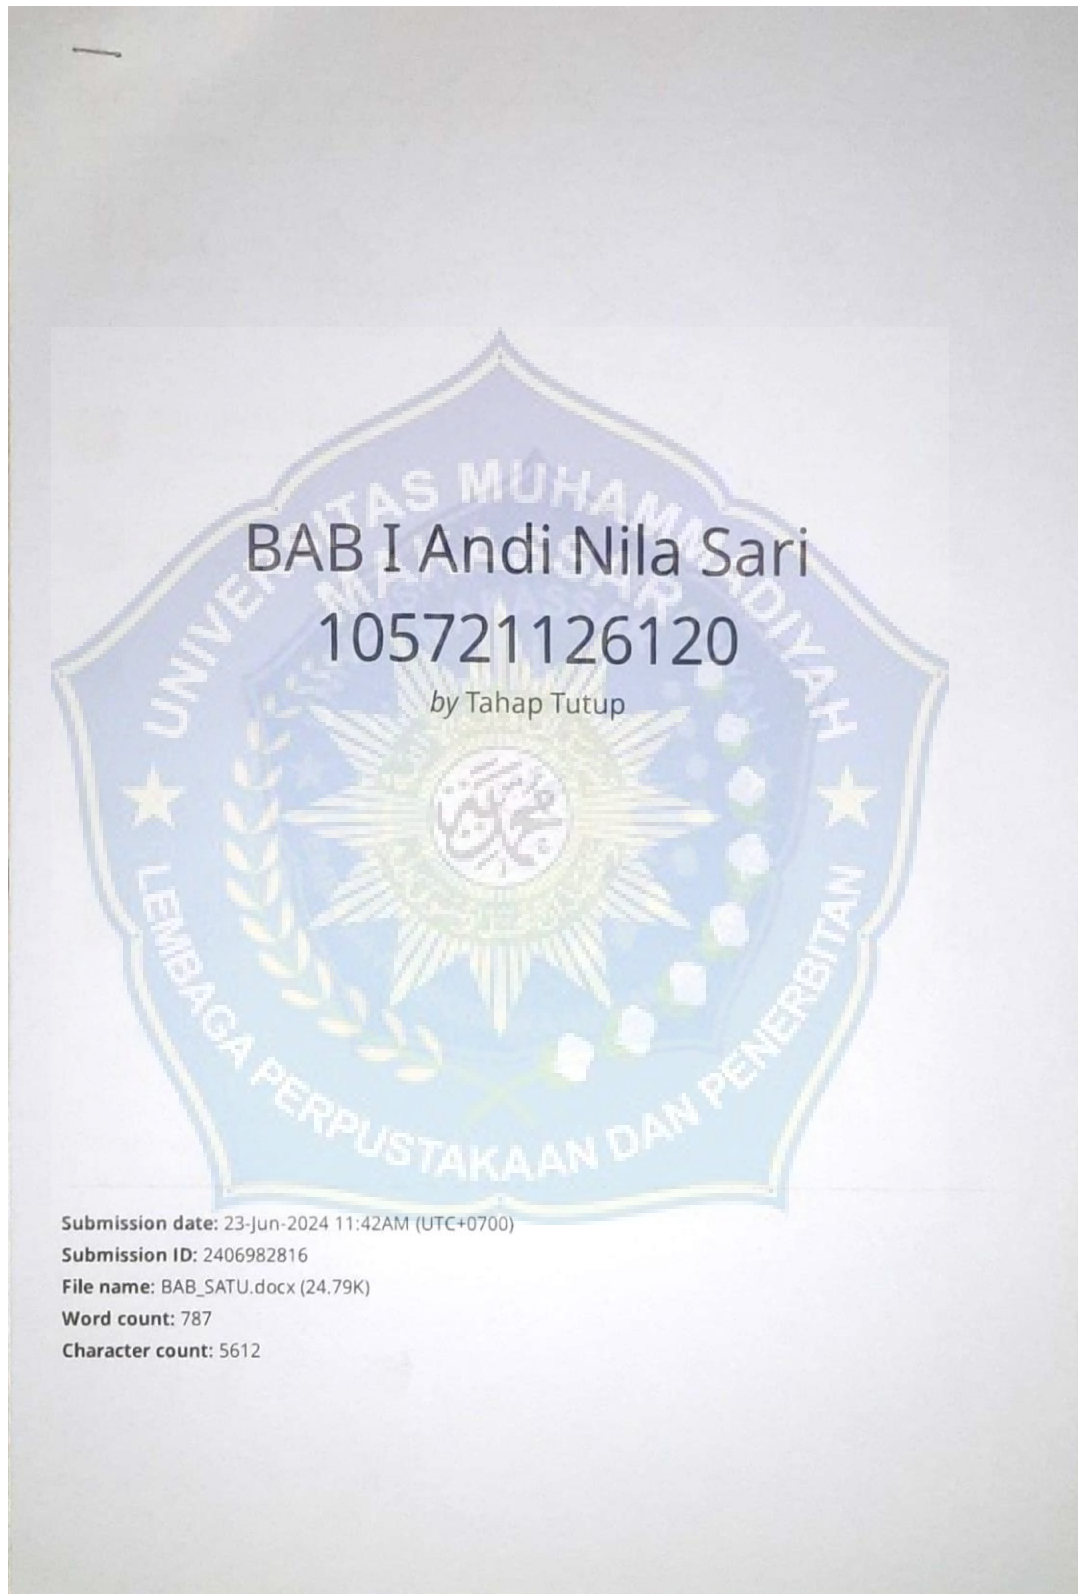 UNIVERSITAS MUHAMMADIYAH
MAKASSAR
BAB I Andi Nila Sari
105721126120
by Tahap Tutup
LEMBAGA PERPUSTAKAAN DAN PENERBITAN
Submission date: 23-Jun-2024 11:42AM (UTC+0700)
Submission ID: 2406982816
File name: BAB_SATU.docx (24.79K)
Word count: 787
Character count: 5612